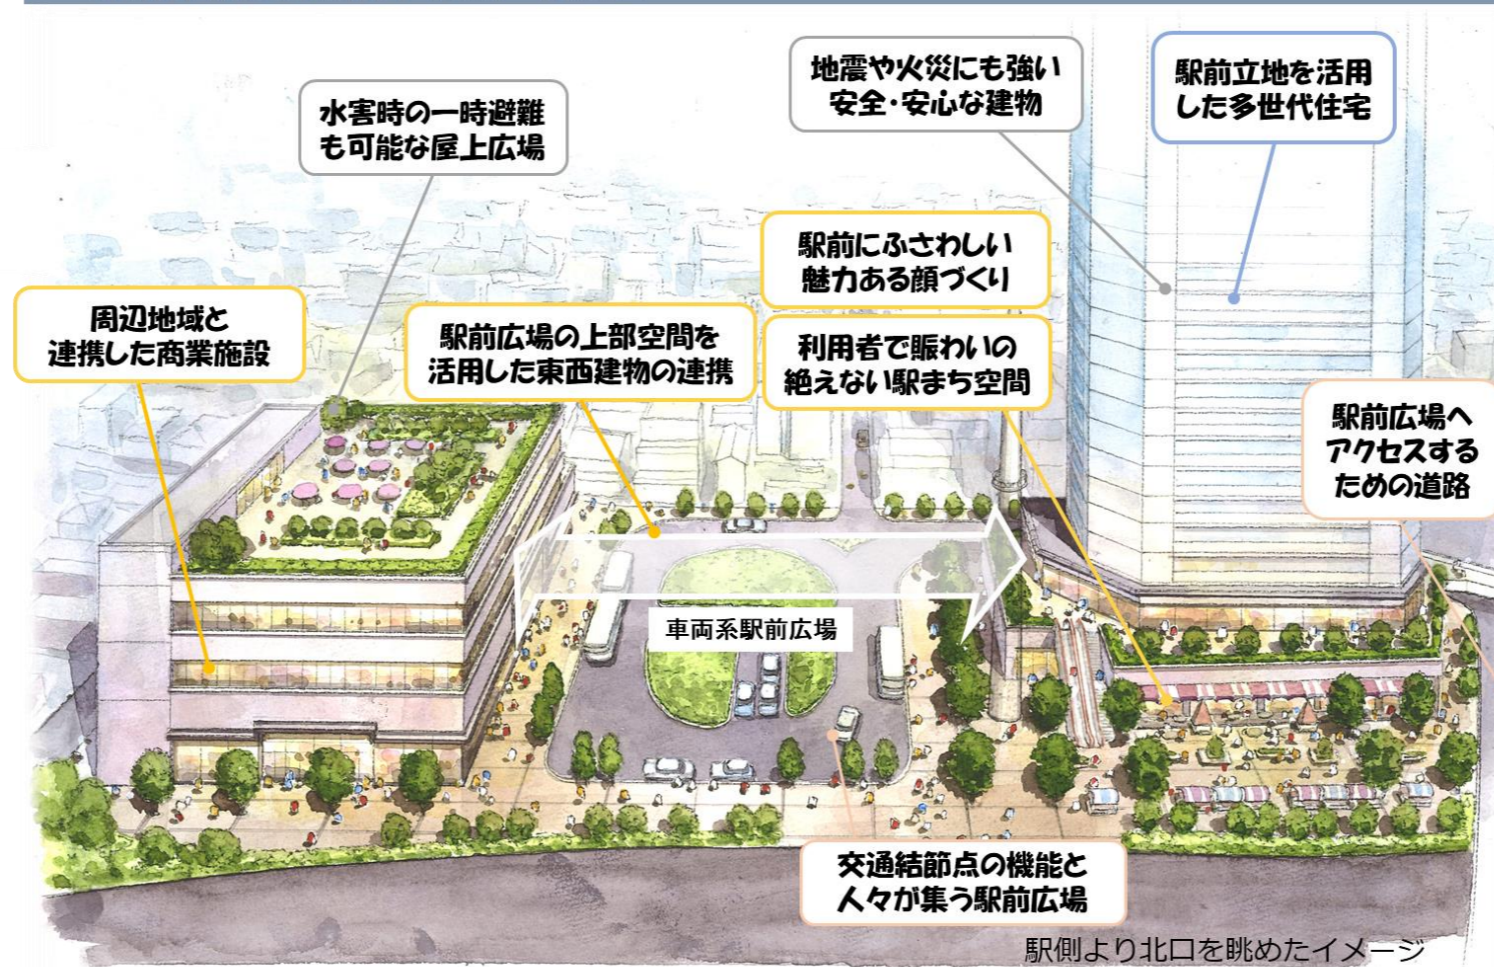 地震や火災にも強い
安全・安心な建物
駅前立地を活用
した多世代住宅
水害時の一時避難
も可能な屋上広場
駅前にふさわしい
魅力ある顔づくり
周辺地域と
連携した商業施設
駅前広場の上部空間を
活用した東西建物の連携
利用者で賑わいの
絶えない駅まち空間
駅前広場へ
アクセスする
ための道路
車両系駅前広場
交通結節点の機能と
人々が集う駅前広場
駅側より北口を眺めたイメージ